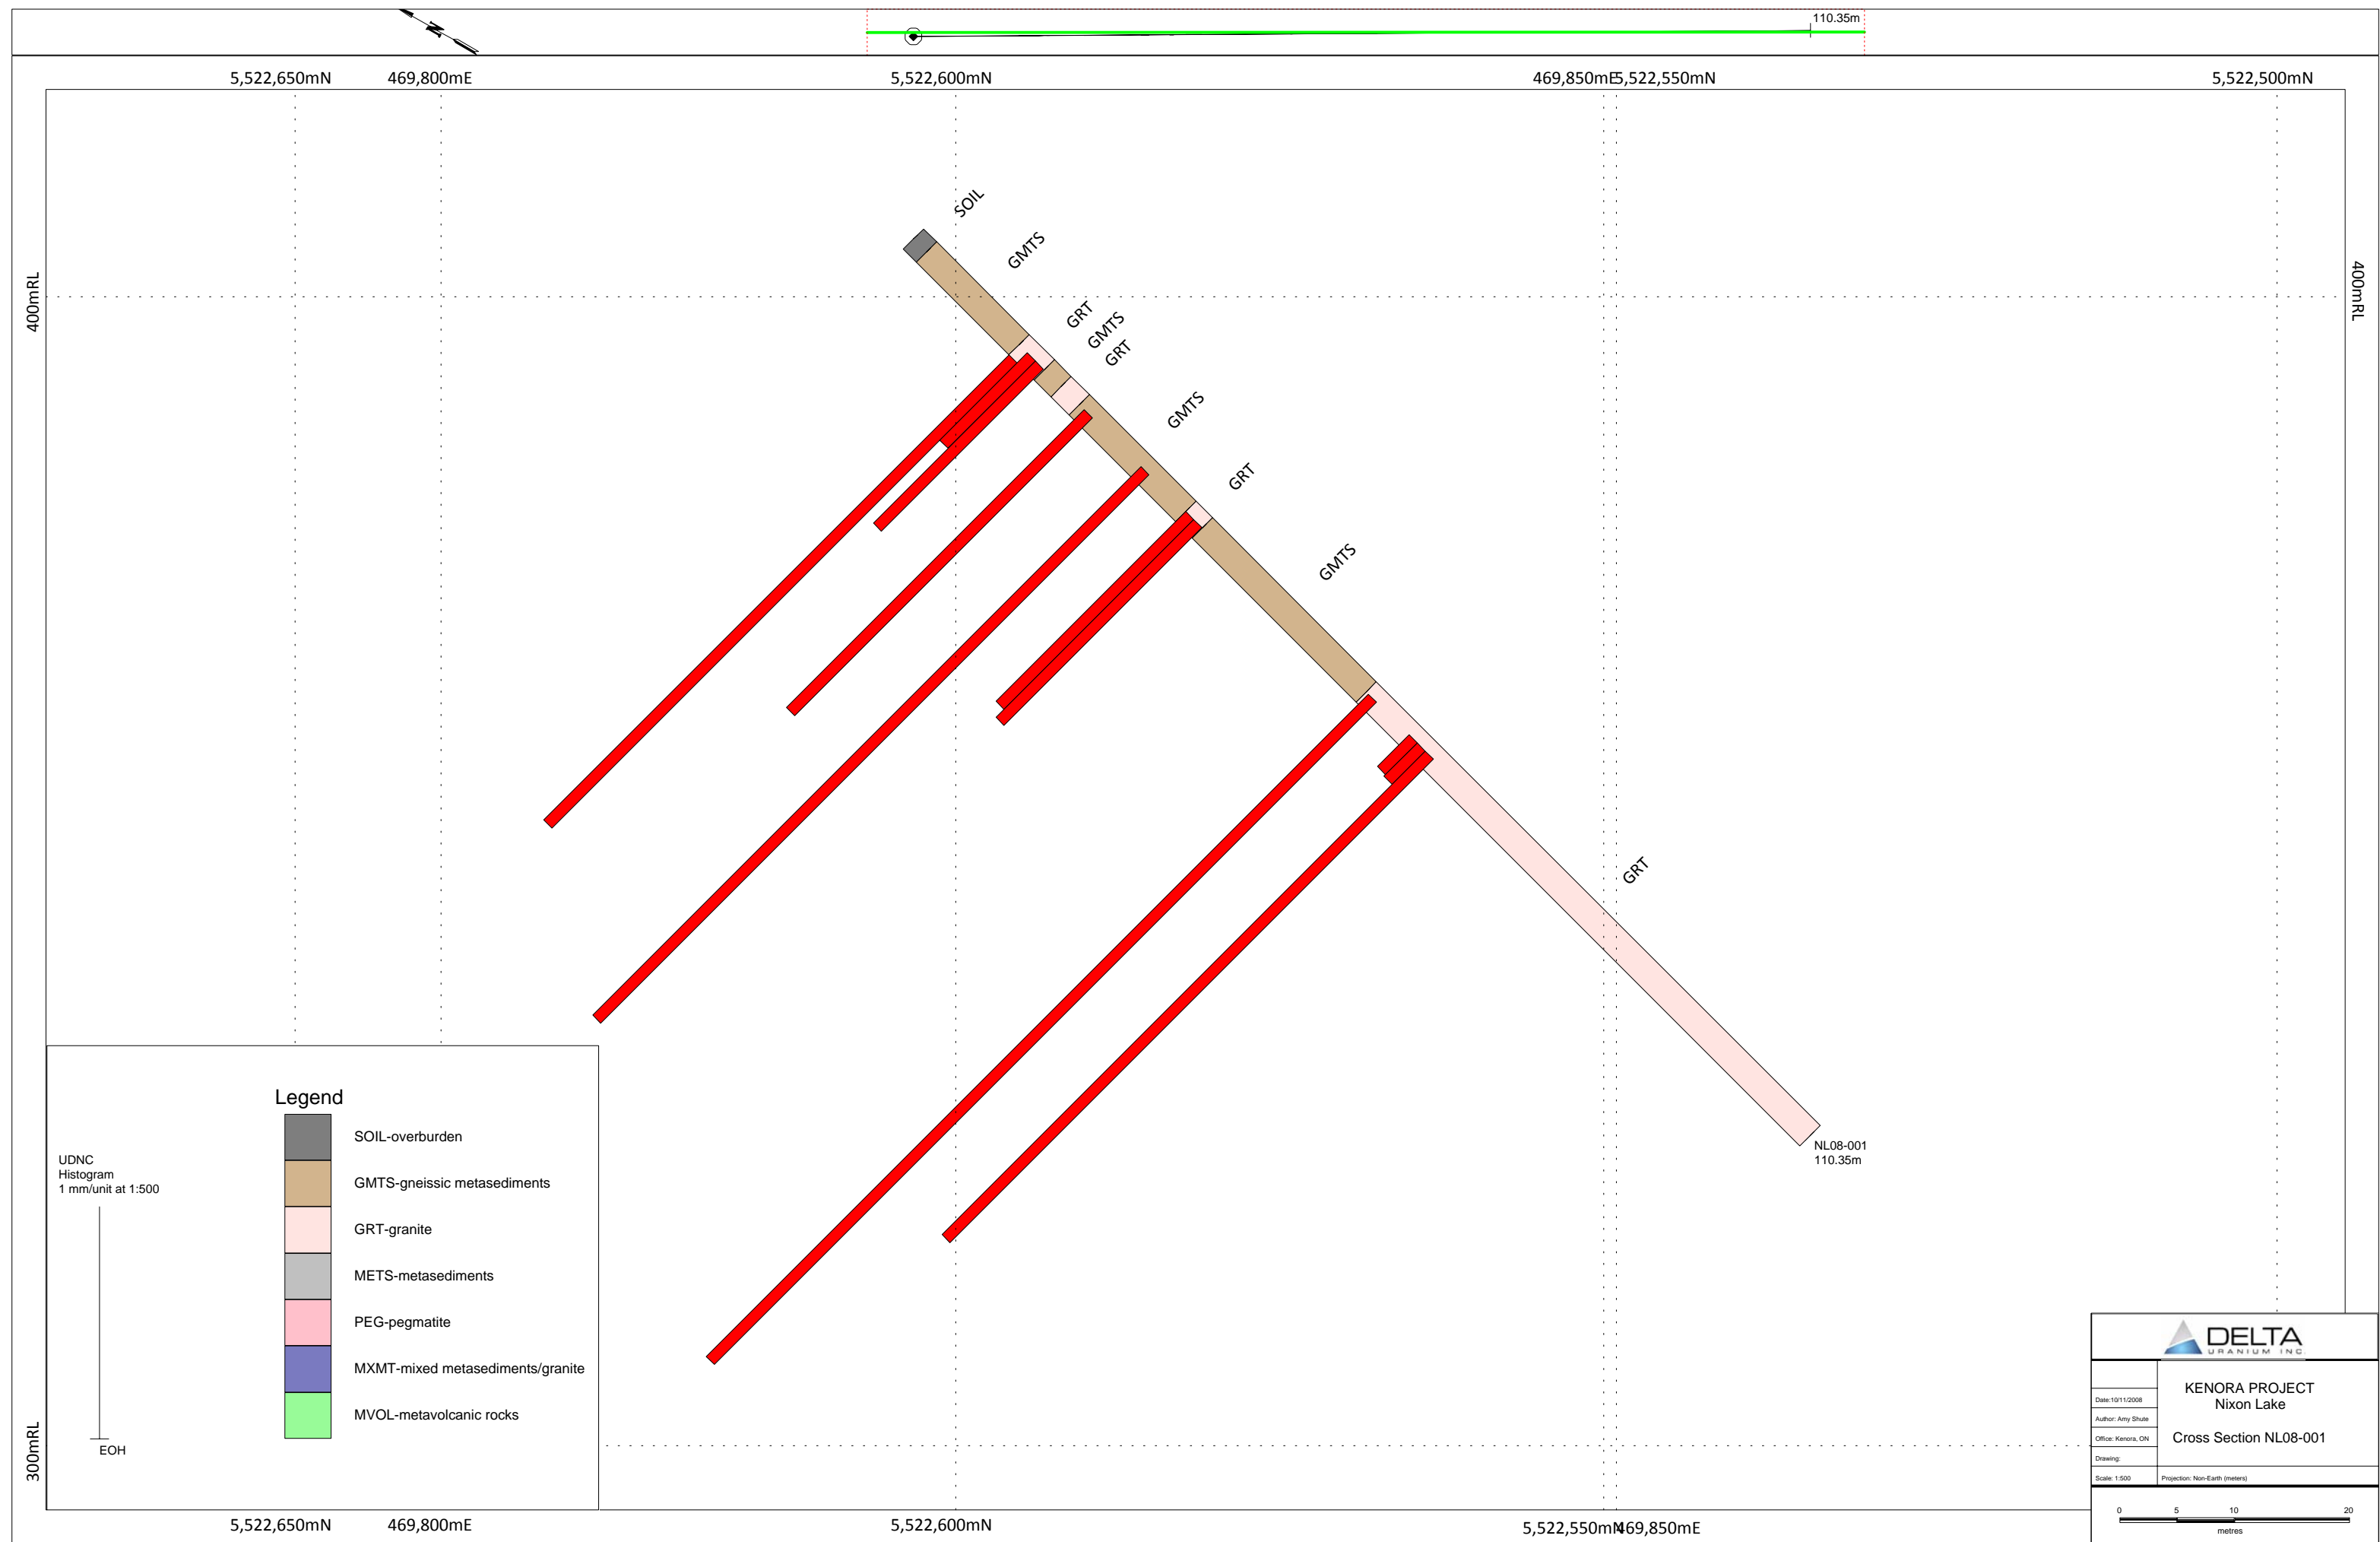 N
110.35m
5,522,650mN
469,800mE
5,522,600mN
469,850mE
5,522,550mN
5,522,500mN
400mRL
400mRL
SOIL
GMTS
GRT
GMTS
GRT
GMTS
GRT
GMTS
GRT
NL08-001
110.35m
Legend
SOIL-overburden
GMTS-gneissic metasediments
GRT-granite
METS-metasediments
PEG-pegmatite
MXMT-mixed metasediments/granite
MVOL-metavolcanic rocks
UDNC
Histogram
1 mm/unit at 1:500
EOH
300mRL
5,522,650mN
469,800mE
5,522,600mN
5,522,550mN
469,850mE
DELTA
URANIUM INC.
KENORA PROJECT
Nixon Lake
Cross Section NL08-001
Date:10/11/2008
Author: Amy Shute
Office: Kenora, ON
Drawing:
Scale: 1:500
Projection: Non-Earth (meters)
0 5 10 20
metres